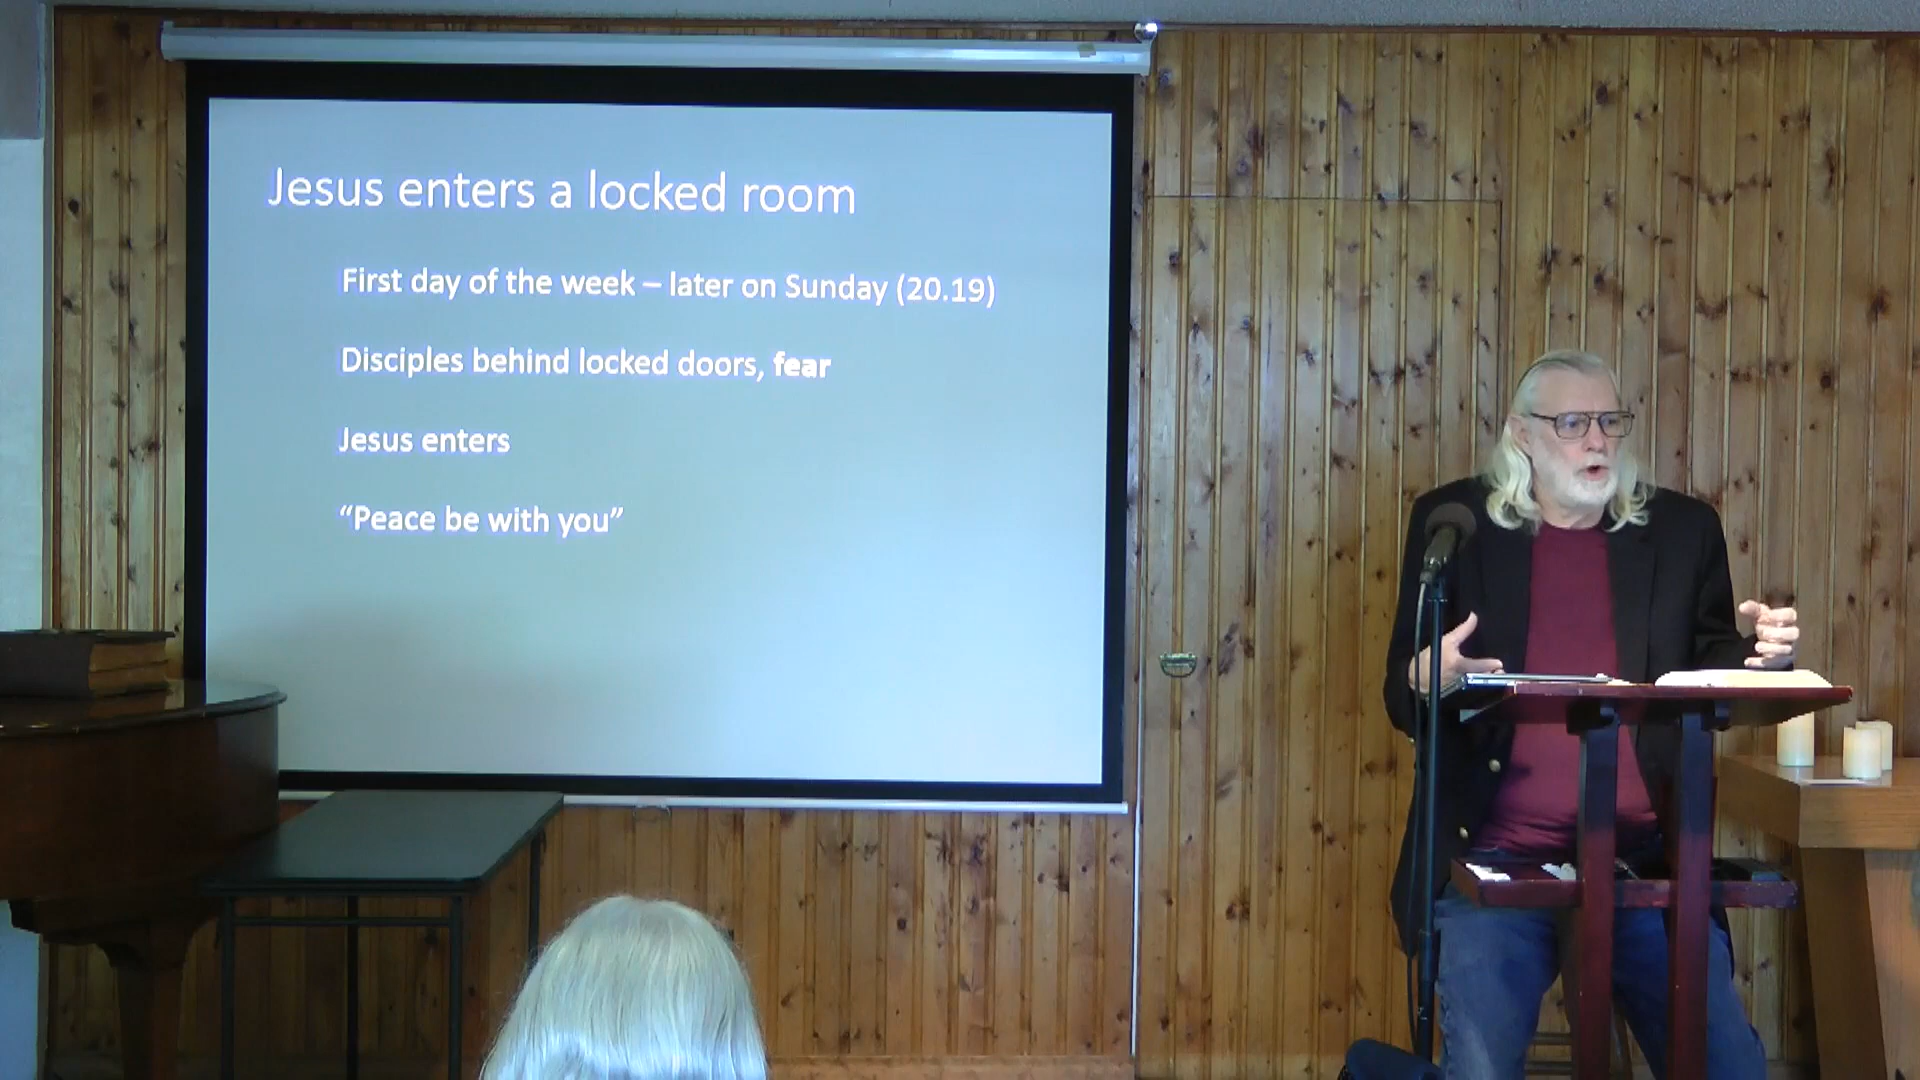 Jesus enters a locked room
First day of the week – later on Sunday (20.19)
Disciples behind locked doors, fear
Jesus enters
“Peace be with you”